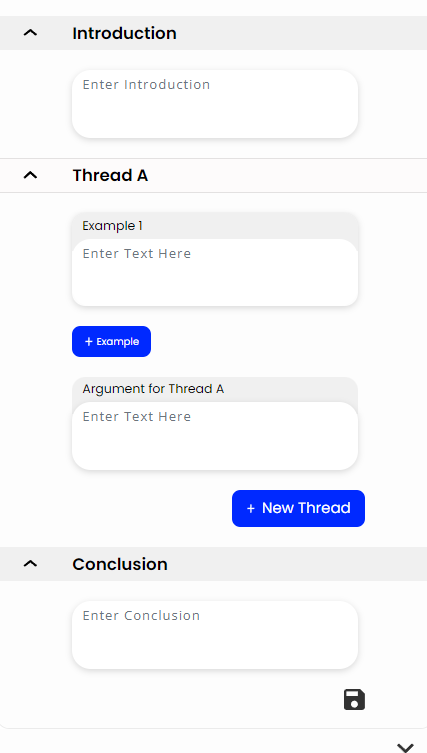 Introduction
Enter Introduction
Thread A
Example 1
Enter Text Here
+ Example
Argument for Thread A
Enter Text Here
+ New Thread
Conclusion
Enter Conclusion